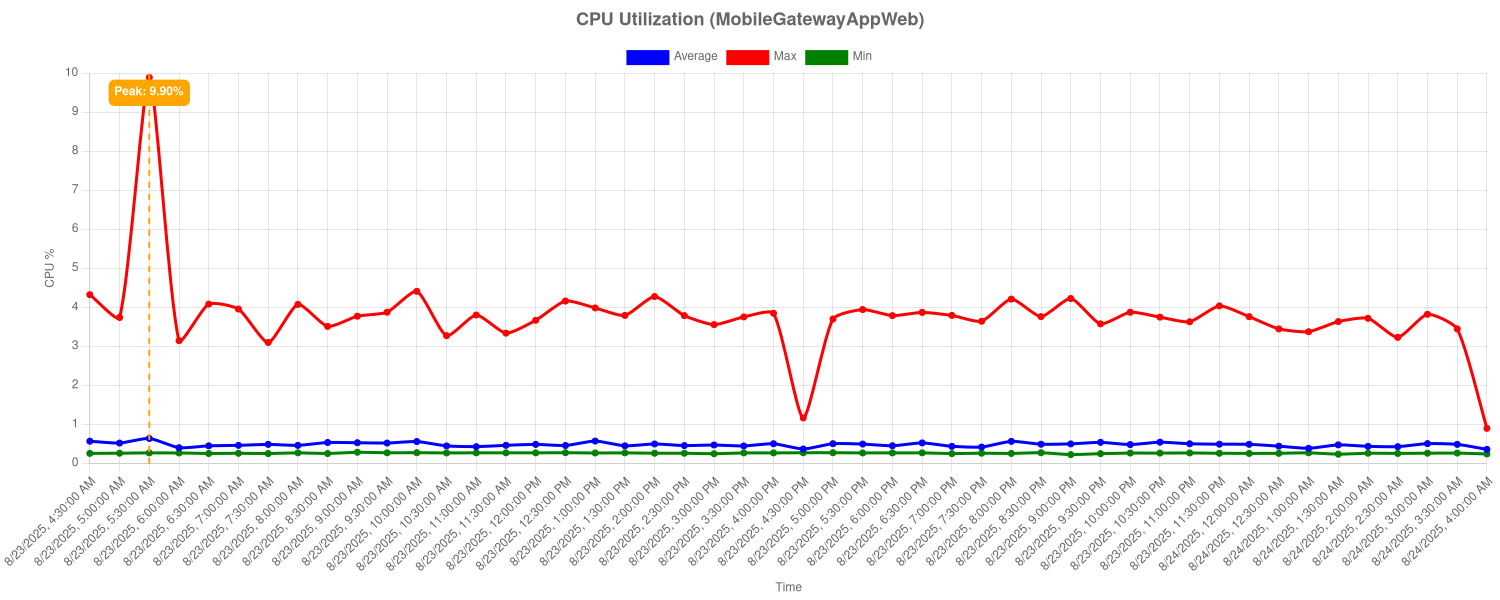 CPU Utilization (MobileGatewayAppWeb)
Average
Max
Min
10
Peak: 9.90%
9
8
7
6
5
4
3
2
1
0
CPU %
8/23/2025, 4:30:00 AM
8/23/2025, 5:00:00 AM
8/23/2025, 5:30:00 AM
8/23/2025, 6:00:00 AM
8/23/2025, 6:30:00 AM
8/23/2025, 7:00:00 AM
8/23/2025, 7:30:00 AM
8/23/2025, 8:00:00 AM
8/23/2025, 8:30:00 AM
8/23/2025, 9:00:00 AM
8/23/2025, 9:30:00 AM
8/23/2025, 10:00:00 AM
8/23/2025, 10:30:00 AM
8/23/2025, 11:00:00 AM
8/23/2025, 11:30:00 AM
8/23/2025, 12:00:00 PM
8/23/2025, 12:30:00 PM
8/23/2025, 1:00:00 PM
8/23/2025, 1:30:00 PM
8/23/2025, 2:00:00 PM
8/23/2025, 2:30:00 PM
8/23/2025, 3:00:00 PM
8/23/2025, 3:30:00 PM
8/23/2025, 4:00:00 PM
8/23/2025, 4:30:00 PM
8/23/2025, 5:00:00 PM
8/23/2025, 5:30:00 PM
8/23/2025, 6:00:00 PM
8/23/2025, 6:30:00 PM
8/23/2025, 7:00:00 PM
8/23/2025, 7:30:00 PM
8/23/2025, 8:00:00 PM
8/23/2025, 8:30:00 PM
8/23/2025, 9:00:00 PM
8/23/2025, 9:30:00 PM
8/23/2025, 10:00:00 PM
8/23/2025, 10:30:00 PM
8/23/2025, 11:00:00 PM
8/23/2025, 11:30:00 PM
8/24/2025, 12:00:00 AM
8/24/2025, 12:30:00 AM
8/24/2025, 1:00:00 AM
8/24/2025, 1:30:00 AM
8/24/2025, 2:00:00 AM
8/24/2025, 2:30:00 AM
8/24/2025, 3:00:00 AM
8/24/2025, 3:30:00 AM
8/24/2025, 4:00:00 AM
Time